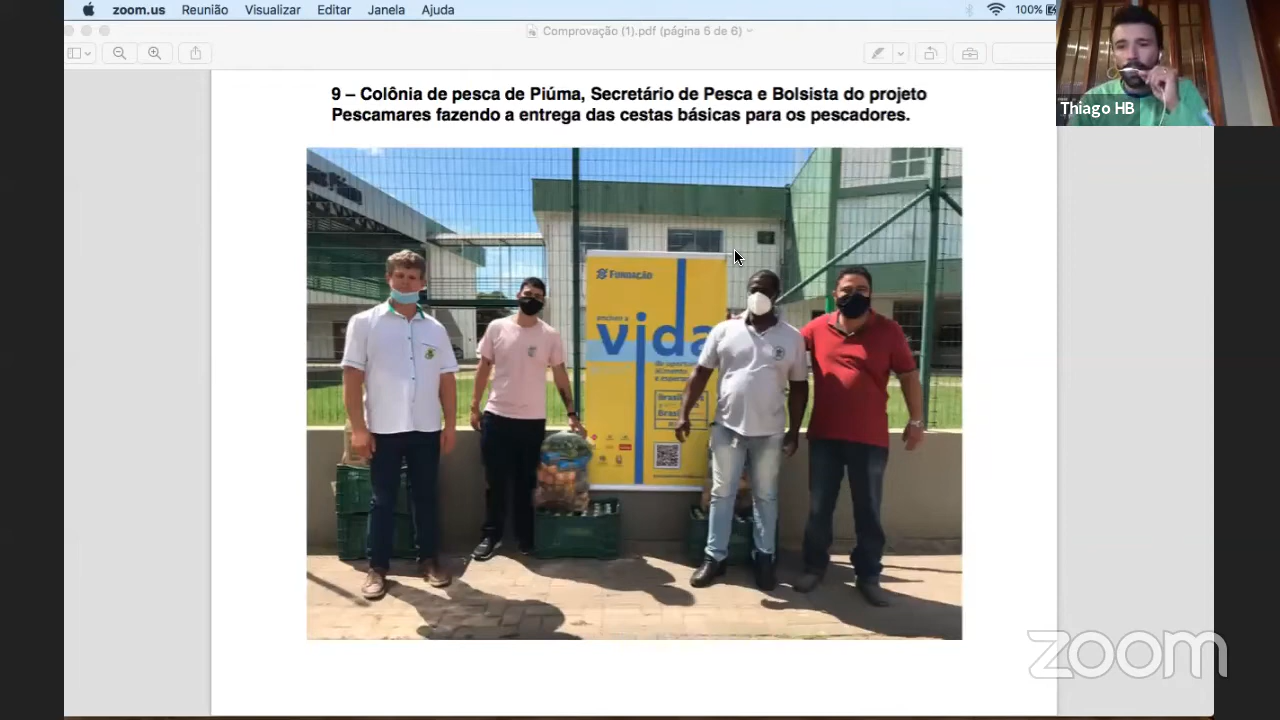 zoom.us Reunião Visualizar Editar Janela Ajuda
100%
Comprovação (1).pdf (página 5 de 6)
Thiago HB
9 – Colônia de pesca de Piúma, Secretário de Pesca e Bolsista do projeto
Pescamares fazendo a entrega das cestas básicas para os pescadores.
FUNDAÇÃO
vida
zoom